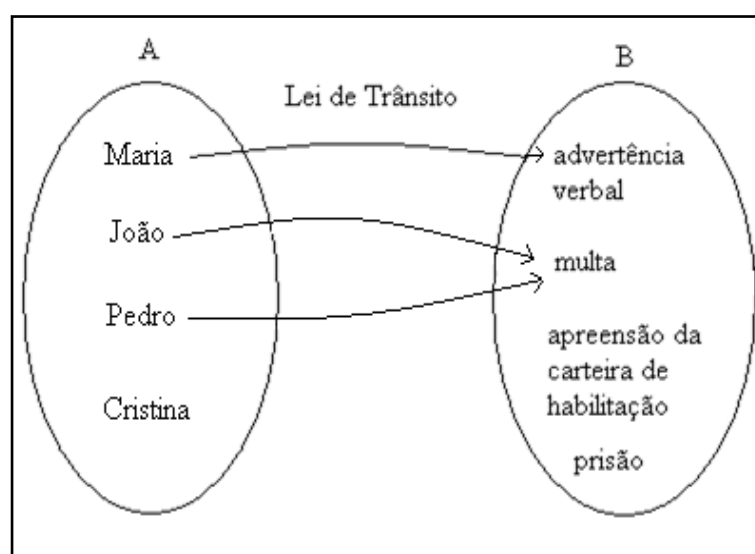 A
B
Lei de Trânsito
Maria
advertência
verbal
João
multa
Pedro
apreensão da
carteira de
habilitação
Cristina
prisão